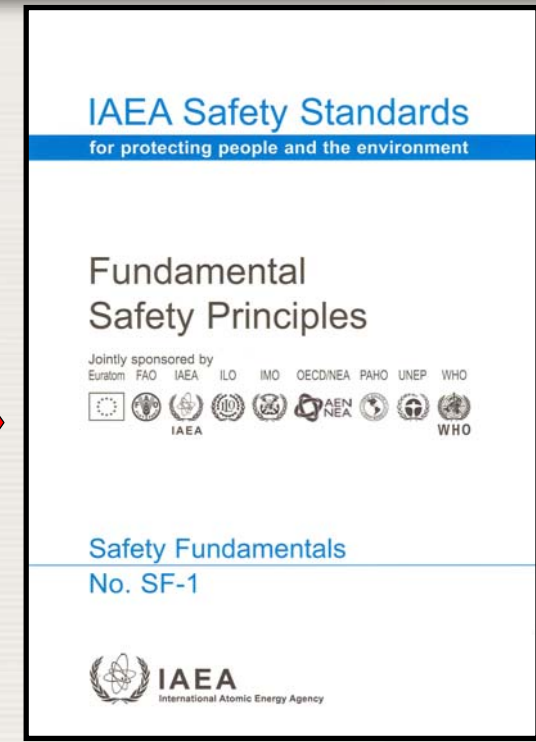 IAEA Safety Standards
for protecting people and the environment
Fundamental
Safety Principles
Jointly sponsored by
Euratom FAO IAEA ILO IMO OECD/NEA PAHO UNEP WHO
ILO AEN
NEA
IAEA WHO
Safety Fundamentals
No. SF-1
IAEA
International Atomic Energy Agency